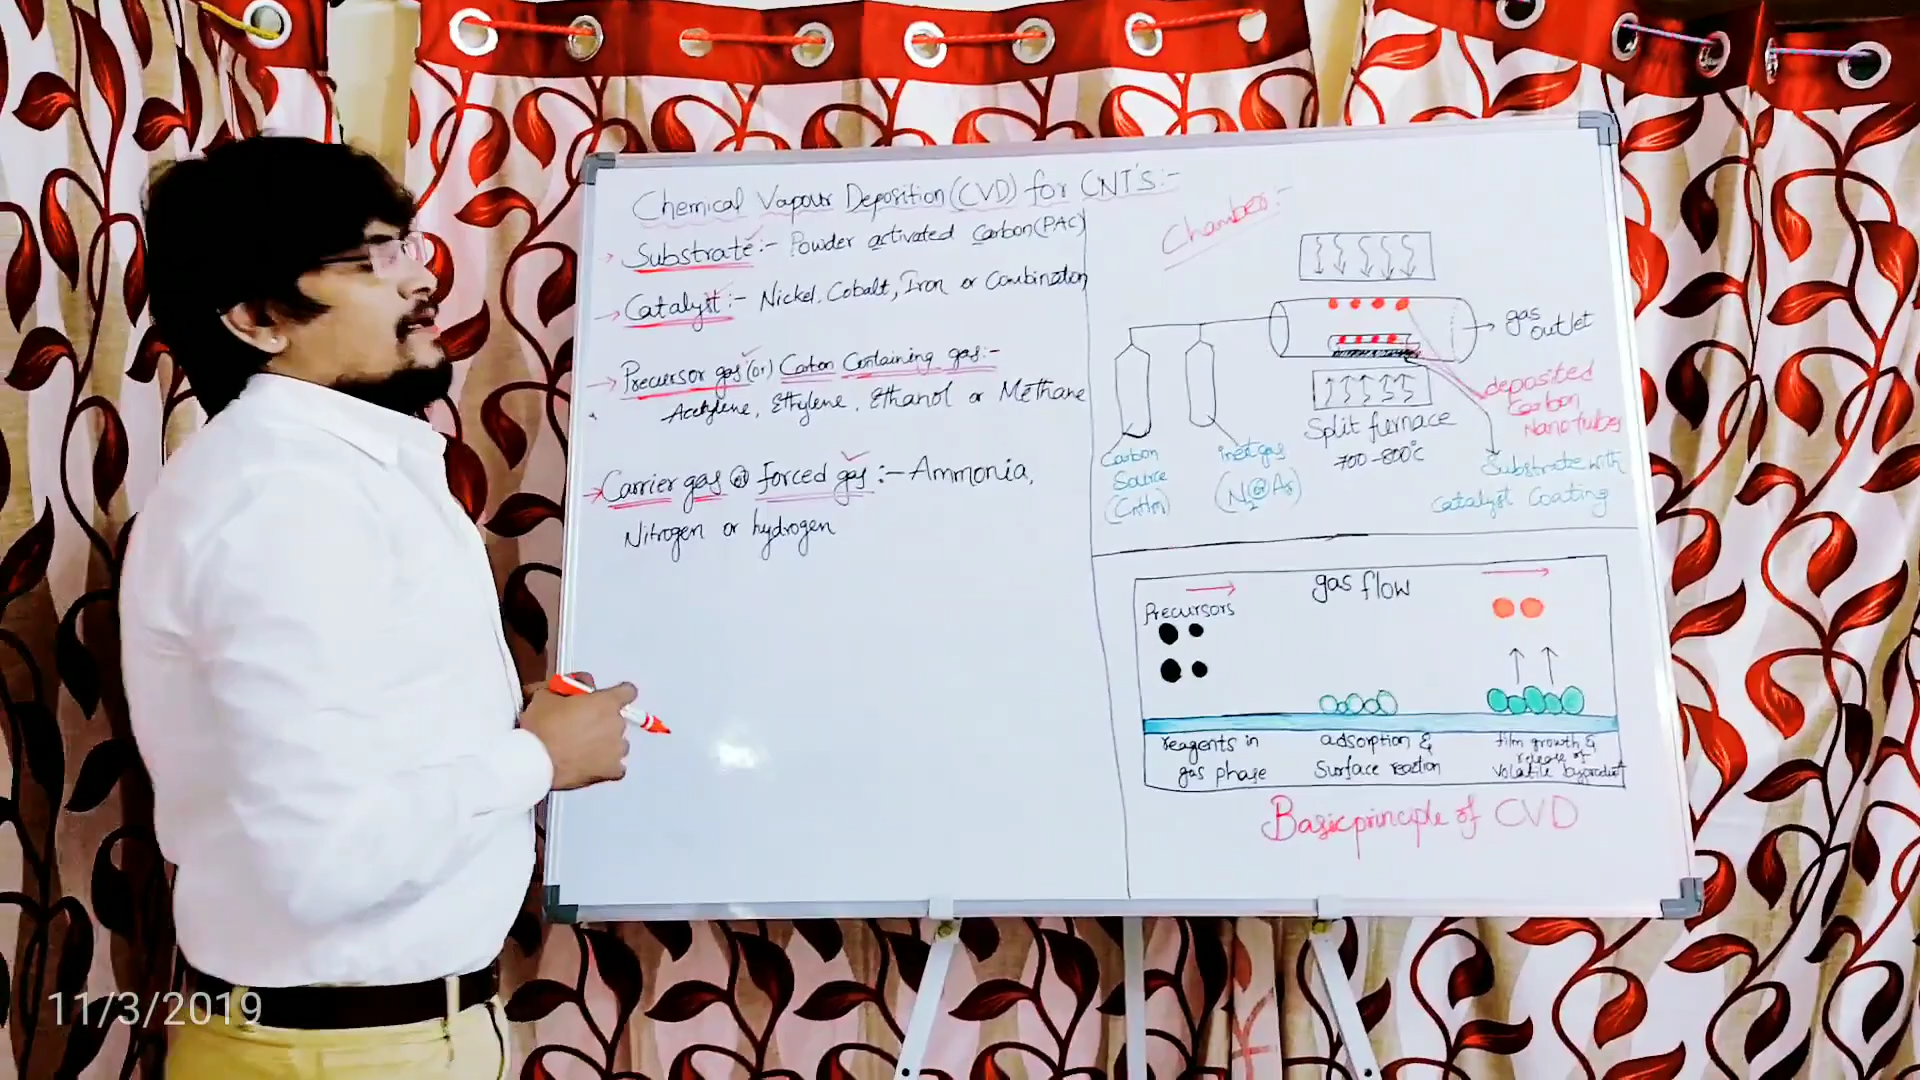 Chemical Vapour Deposition (CVD) for CNT'S:-
→ Substrate:- Powder activated Carbon(PAC)
→ Catalyst:- Nickel, Cobalt, Iron or Combination
→ Precursor gas (or) Carbon Containing gas:-
Acetylene, Ethylene, Ethanol or Methane
→ Carrier gas or Forced gas:- Ammonia,
Nitrogen or hydrogen
Chamber:-
gas
outlet
deposited
Carbon
Nanotubes
Split furnace
700-800°C
Carbon
Source
(CnHm)
inert gas
(N2 or Ar)
Substrate with
Catalyst Coating
gas flow
Precursors
reagents in
gas phase
adsorption &
Surface reaction
film growth &
release of
volatile byproduct
Basic principle of CVD
11/3/2019